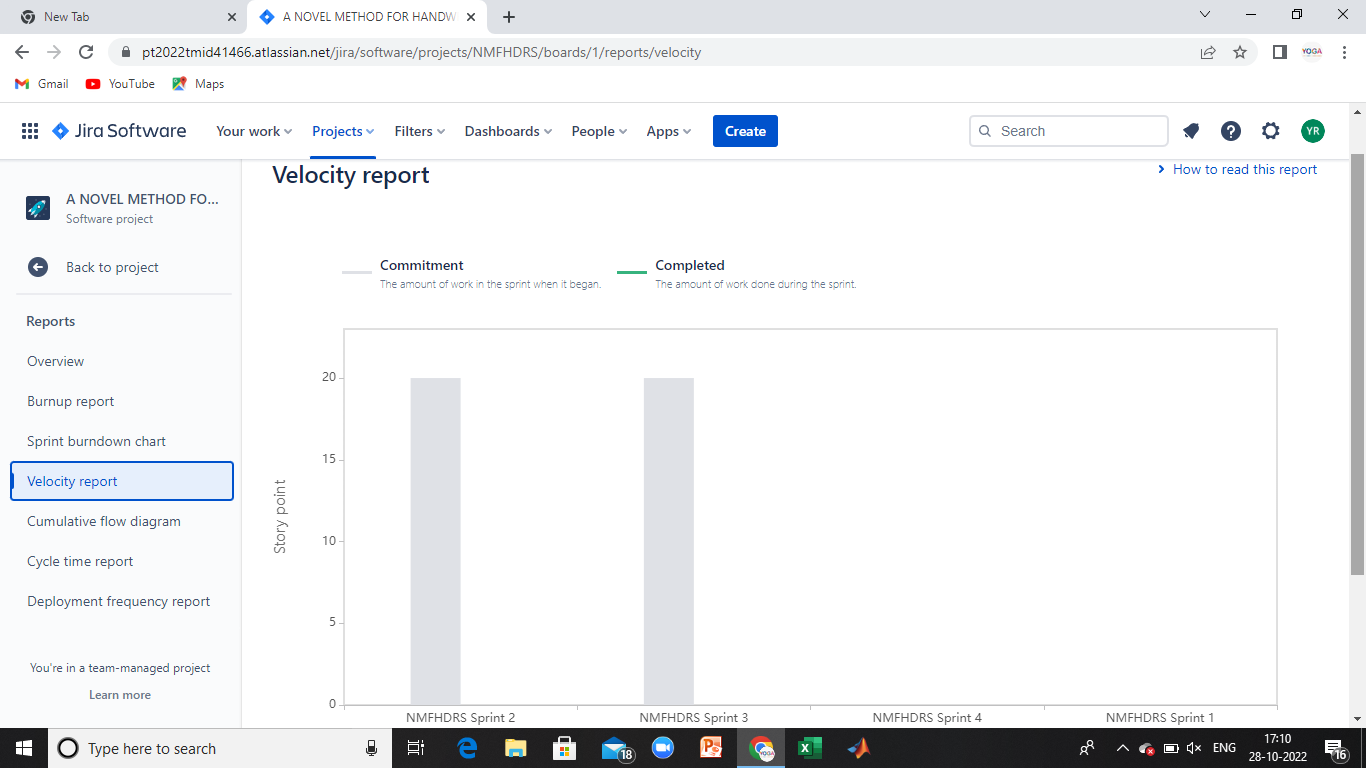 New Tab
A NOVEL METHOD FOR HANDW
pt2022tmid41466.atlassian.net/jira/software/projects/NMFHDRS/boards/1/reports/velocity
YOGA
Gmail
YouTube
Maps
Jira Software
Your work
Projects
Filters
Dashboards
People
Apps
Create
Search
YR
A NOVEL METHOD FO...
Software project
Back to project
Reports
Overview
Burnup report
Sprint burndown chart
Velocity report
Cumulative flow diagram
Cycle time report
Deployment frequency report
You're in a team-managed project
Learn more
Velocity report
How to read this report
Commitment
The amount of work in the sprint when it began.
Completed
The amount of work done during the sprint.
Story point
20
15
10
5
0
NMFHDRS Sprint 2
NMFHDRS Sprint 3
NMFHDRS Sprint 4
NMFHDRS Sprint 1
Type here to search
18
YOGA
ENG
17:10
28-10-2022
16